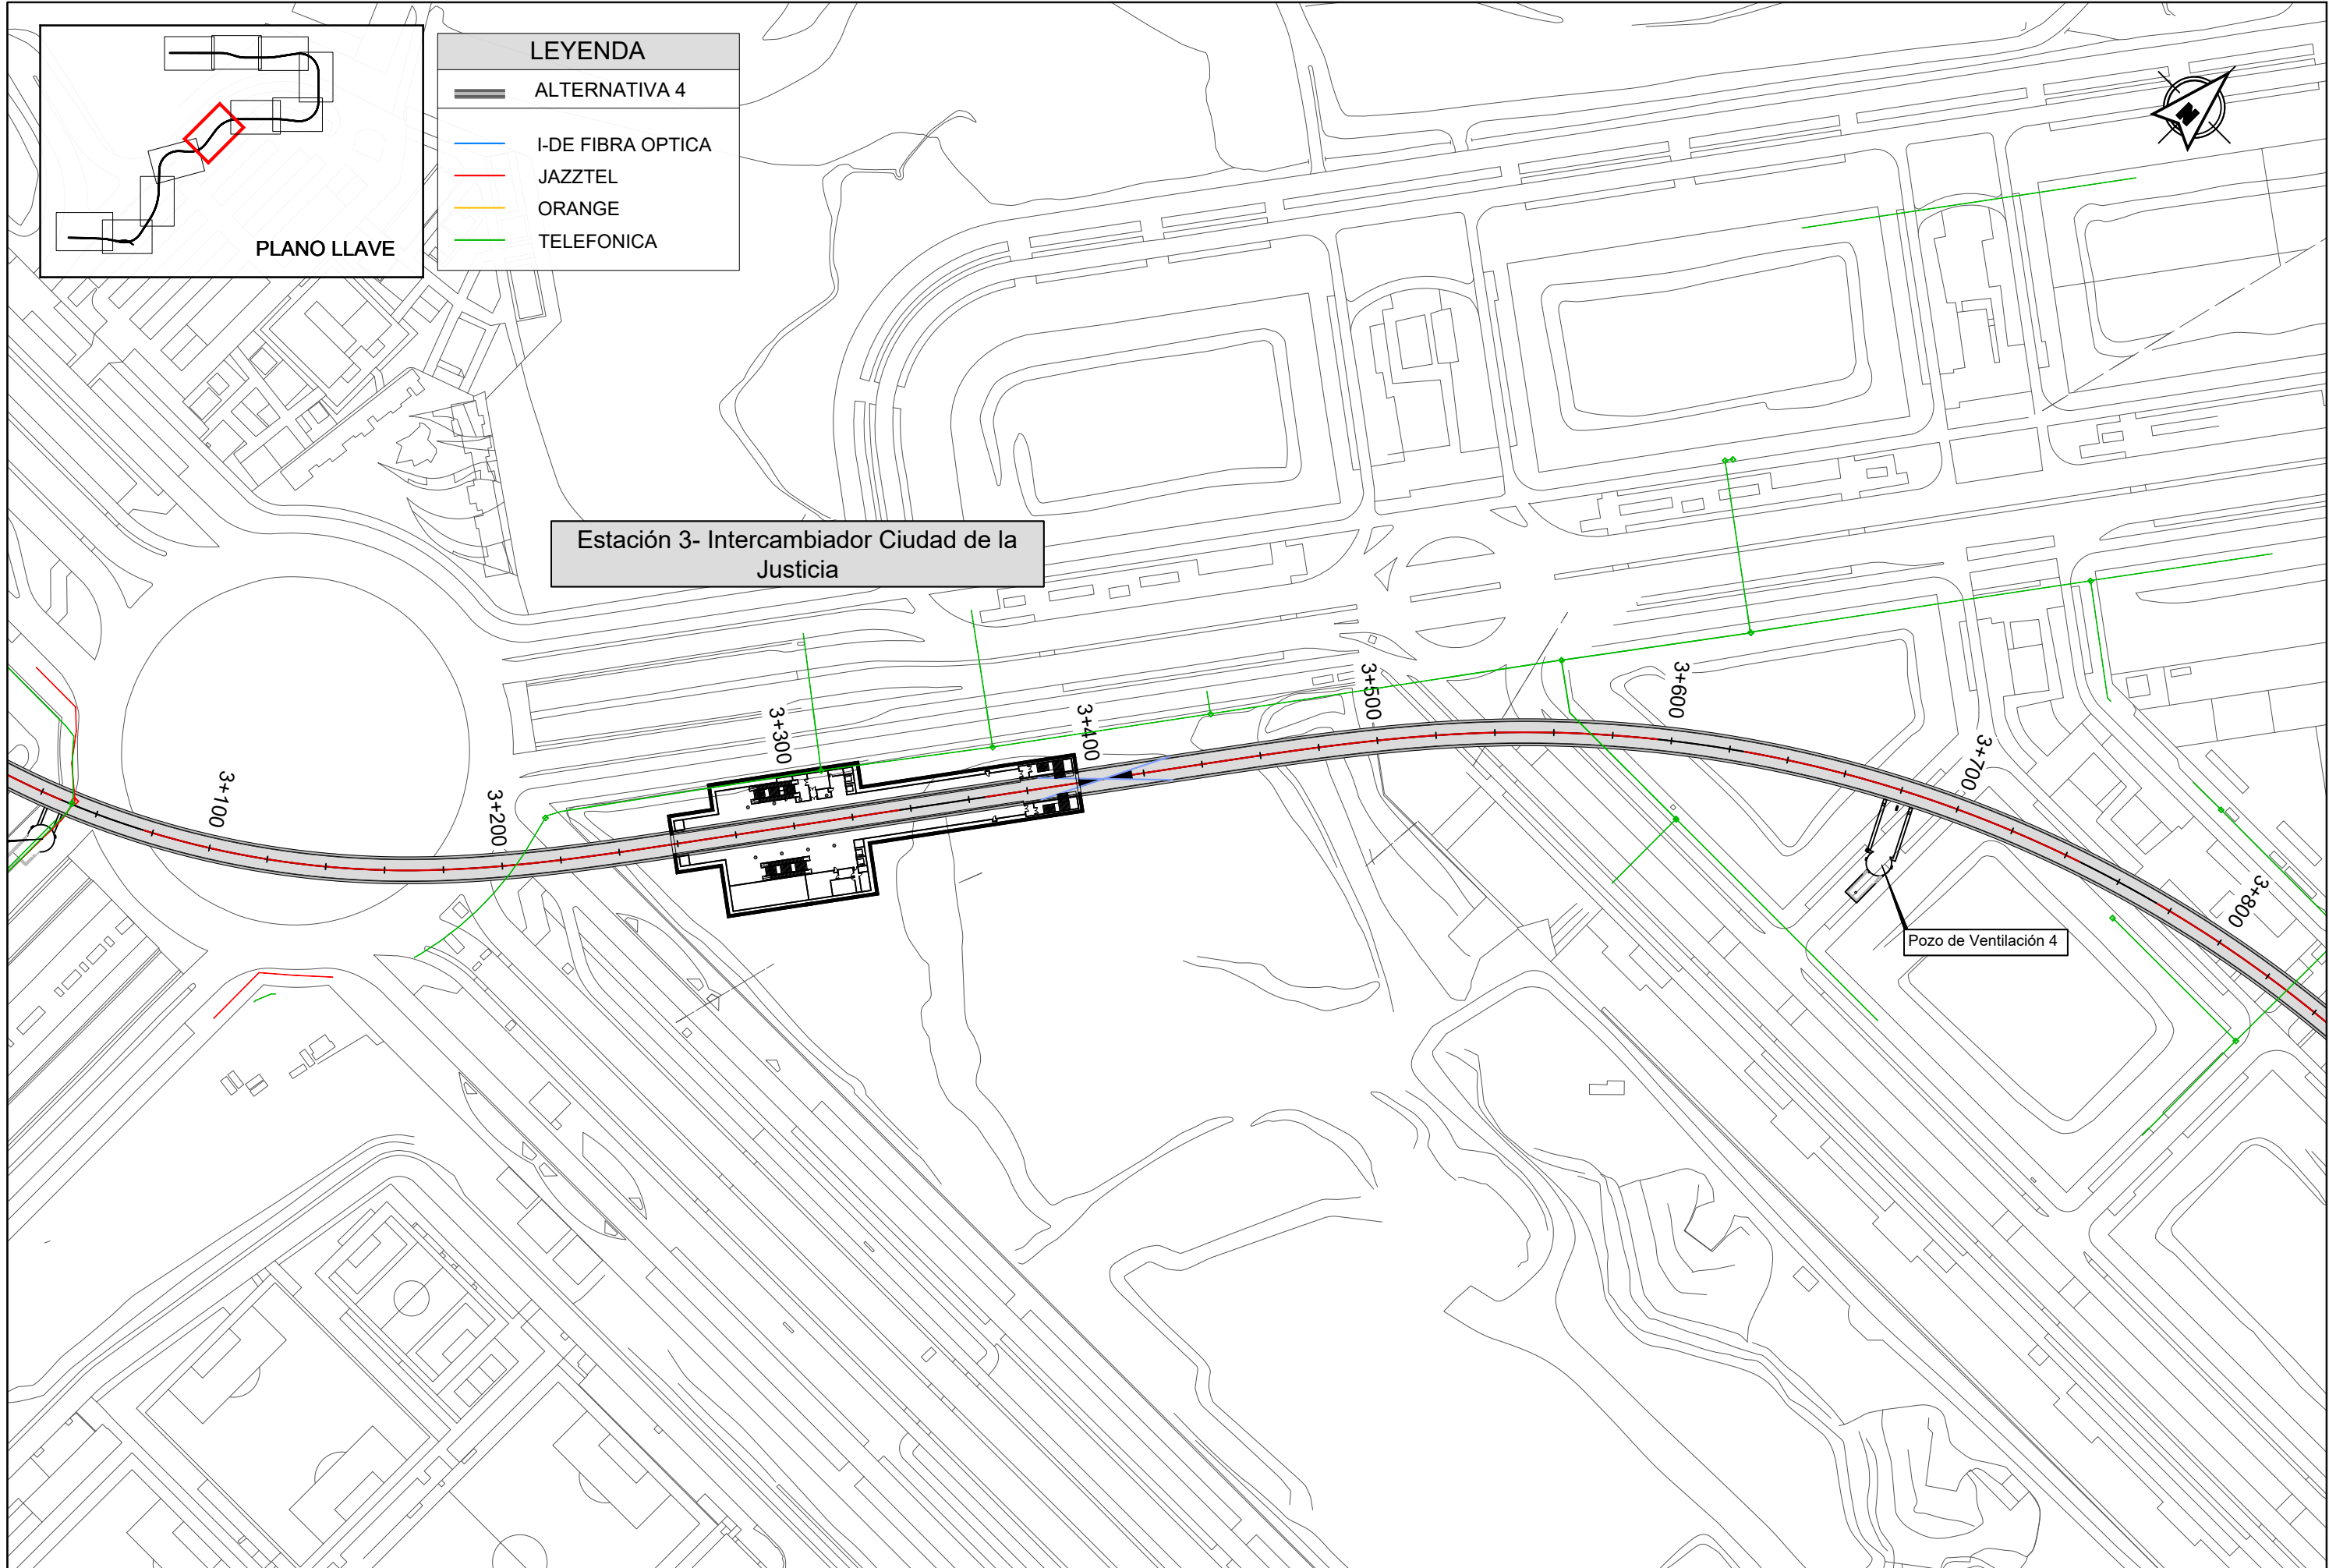 LEYENDA
ALTERNATIVA 4
I-DE FIBRA OPTICA
JAZZTEL
ORANGE
TELEFONICA
PLANO LLAVE
N
Estación 3- Intercambiador Ciudad de la
Justicia
3+100
3+200
3+300
3+400
3+500
3+600
3+700
3+800
Pozo de Ventilación 4